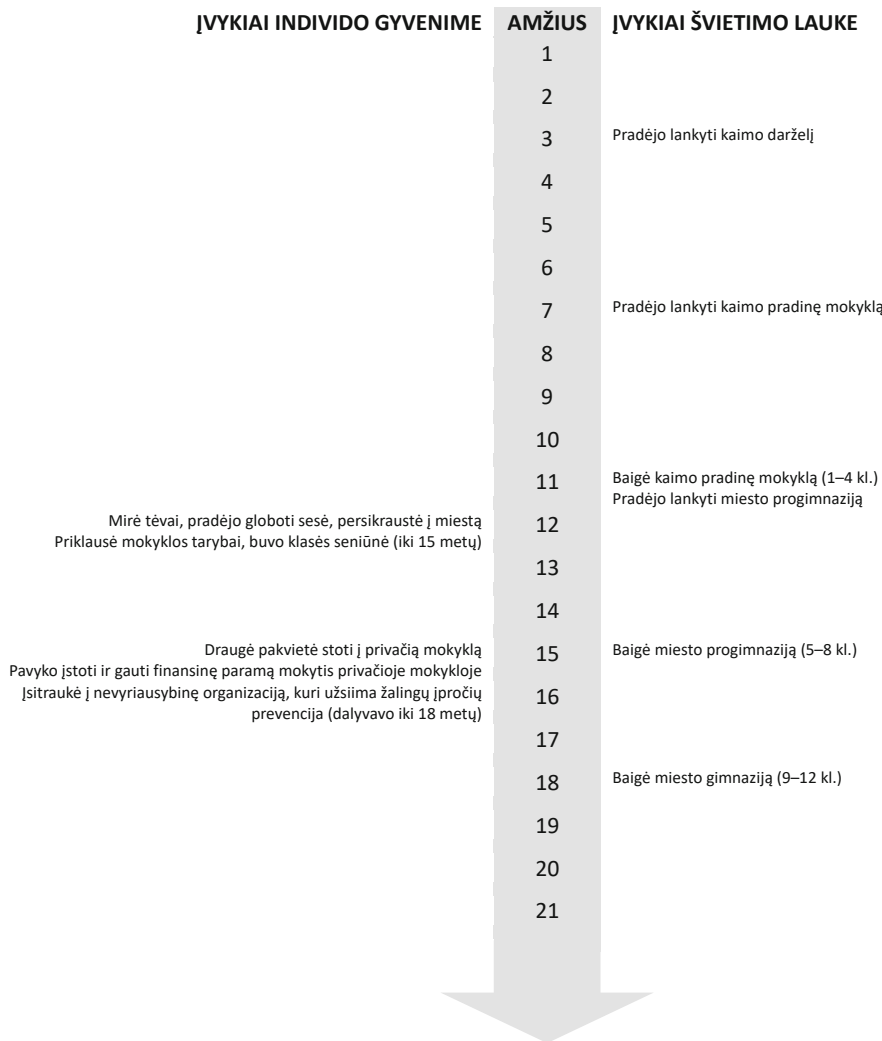 ĮVYKIAI INDIVIDO GYVENIME AMŽIUS ĮVYKIAI ŠVIETIMO LAUKE
1
2
3 Pradėjo lankyti kaimo darželį
4
5
6
7 Pradėjo lankyti kaimo pradinę mokyklą
8
9
10
11 Baigė kaimo pradinę mokyklą (1–4 kl.)
Pradėjo lankyti miesto progimnaziją
Mirė tėvai, pradėjo globoti sesė, persikraustė į miestą 12
Priklausė mokyklos tarybai, buvo klasės seniūnė (iki 15 metų)
13
14
Draugė pakvietė stoti į privačią mokyklą 15 Baigė miesto progimnaziją (5–8 kl.)
Pavyko įstoti ir gauti finansinę paramą mokytis privačioje mokykloje
Įsitraukė į nevyriausybinę organizaciją, kuri užsiima žalingų įpročių 16
prevencija (dalyvavo iki 18 metų)
17
18 Baigė miesto gimnaziją (9–12 kl.)
19
20
21